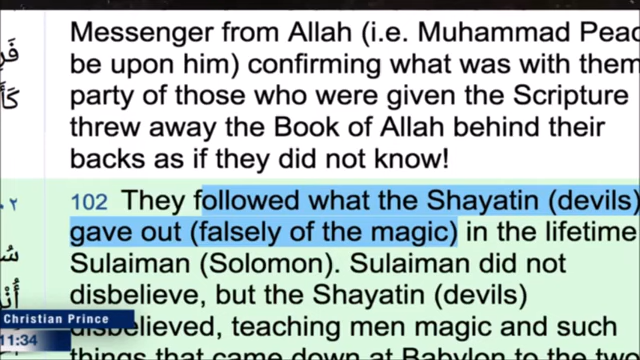 Messenger from Allah (i.e. Muhammad Peac
be upon him) confirming what was with them
party of those who were given the Scripture
threw away the Book of Allah behind their
backs as if they did not know!
102 They followed what the Shayatin (devils)
gave out (falsely of the magic) in the lifetime
Sulaiman (Solomon). Sulaiman did not
disbelieve, but the Shayatin (devils)
disbelieved, teaching men magic and such
things that came down at Babylon to the two
Christian Prince
11:34